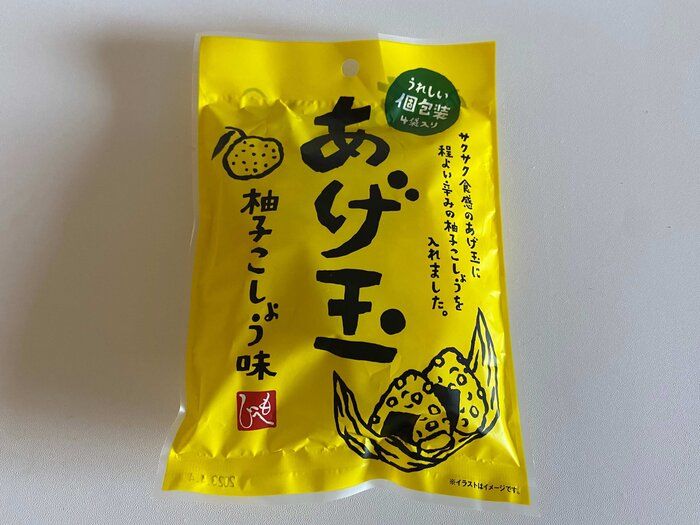 うれしい
個包装
4袋入り
あげ玉
柚子こしょう味
サクサク食感のあげ玉に
程よい辛みの柚子こしょうを
入れました。
もへじ
※イラストはイメージです。